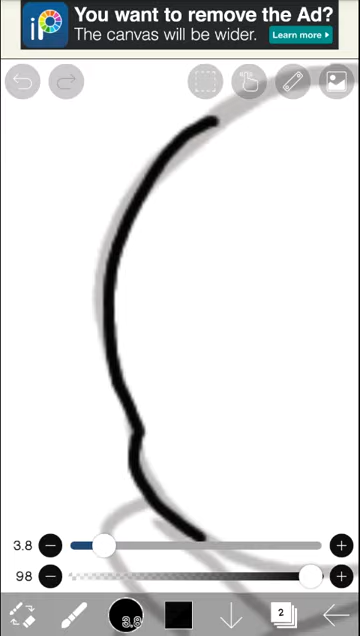 iP
You want to remove the Ad?
The canvas will be wider.
Learn more
3.8
98
3.8
2